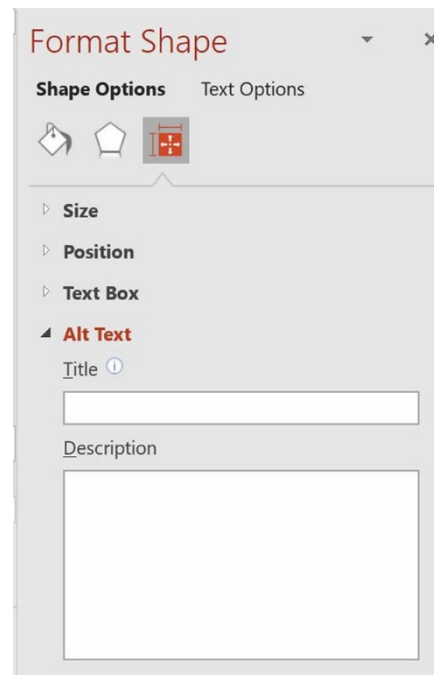 Format Shape
Shape Options Text Options
Size
Position
Text Box
Alt Text
Title
Description